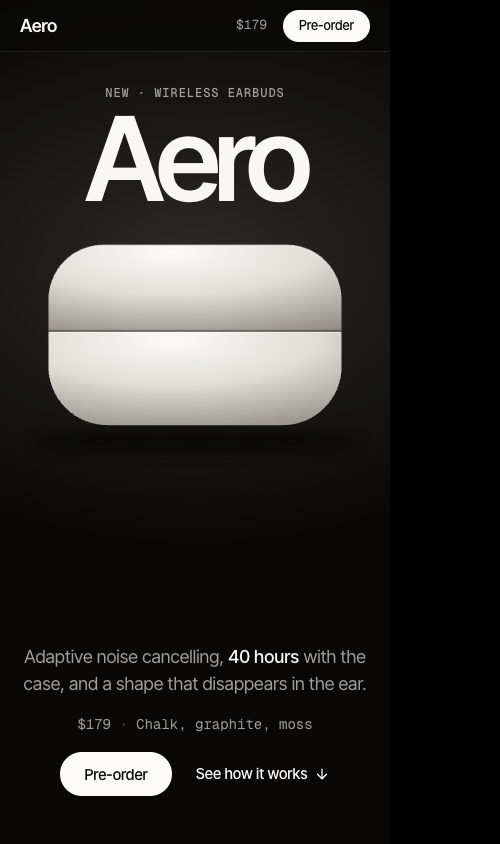 Aero
$179
Pre-order
NEW · WIRELESS EARBUDS
Aero
Adaptive noise cancelling, 40 hours with the
case, and a shape that disappears in the ear.
$179 · Chalk, graphite, moss
Pre-order
See how it works ↓